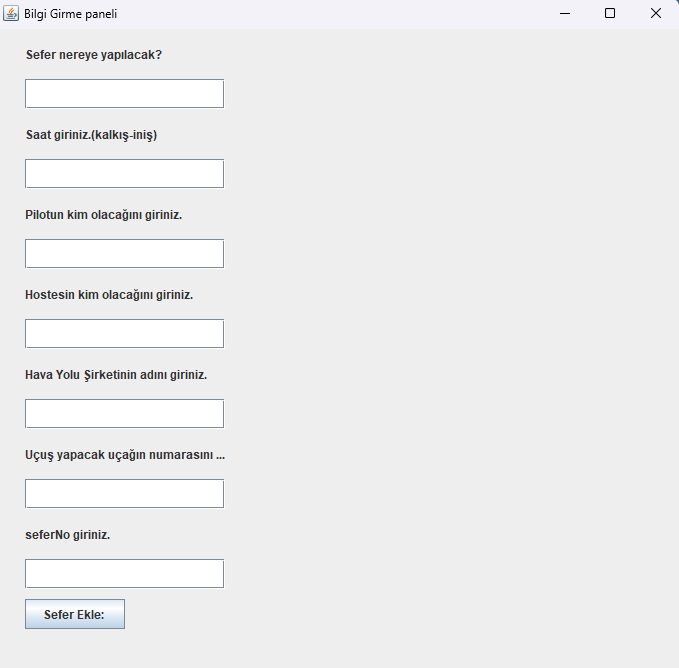 Bilgi Girme paneli
Sefer nereye yapılacak?
Saat giriniz.(kalkış-iniş)
Pilotun kim olacağını giriniz.
Hostesin kim olacağını giriniz.
Hava Yolu Şirketinin adını giriniz.
Uçuş yapacak uçağın numarasını ...
seferNo giriniz.
Sefer Ekle: